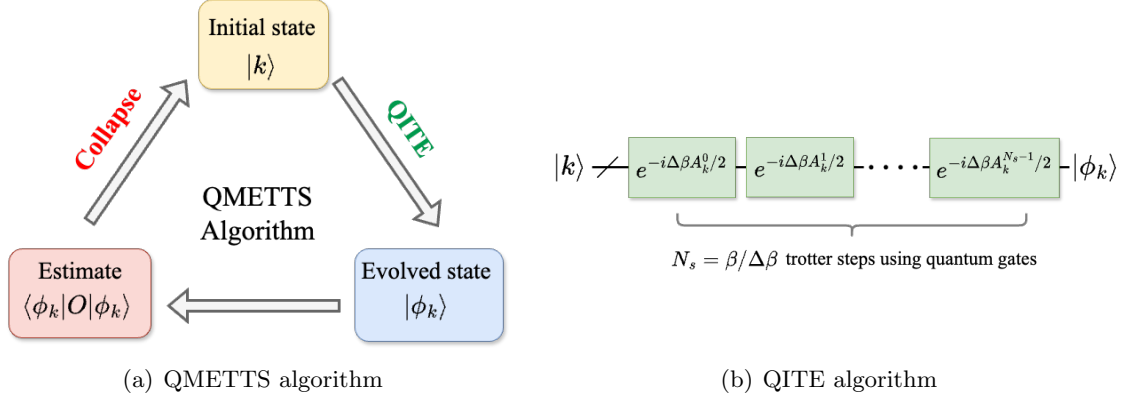 Initial state
|k⟩
Collapse
QITE
QMETTS
Algorithm
Estimate
⟨ϕ_k|O|ϕ_k⟩
Evolved state
|ϕ_k⟩
(a) QMETTS algorithm
|k⟩ e^{-iΔβA_k^0/2} e^{-iΔβA_k^1/2} · · · · e^{-iΔβA_k^{N_s-1}/2} |ϕ_k⟩
N_s = β/Δβ trotter steps using quantum gates
(b) QITE algorithm